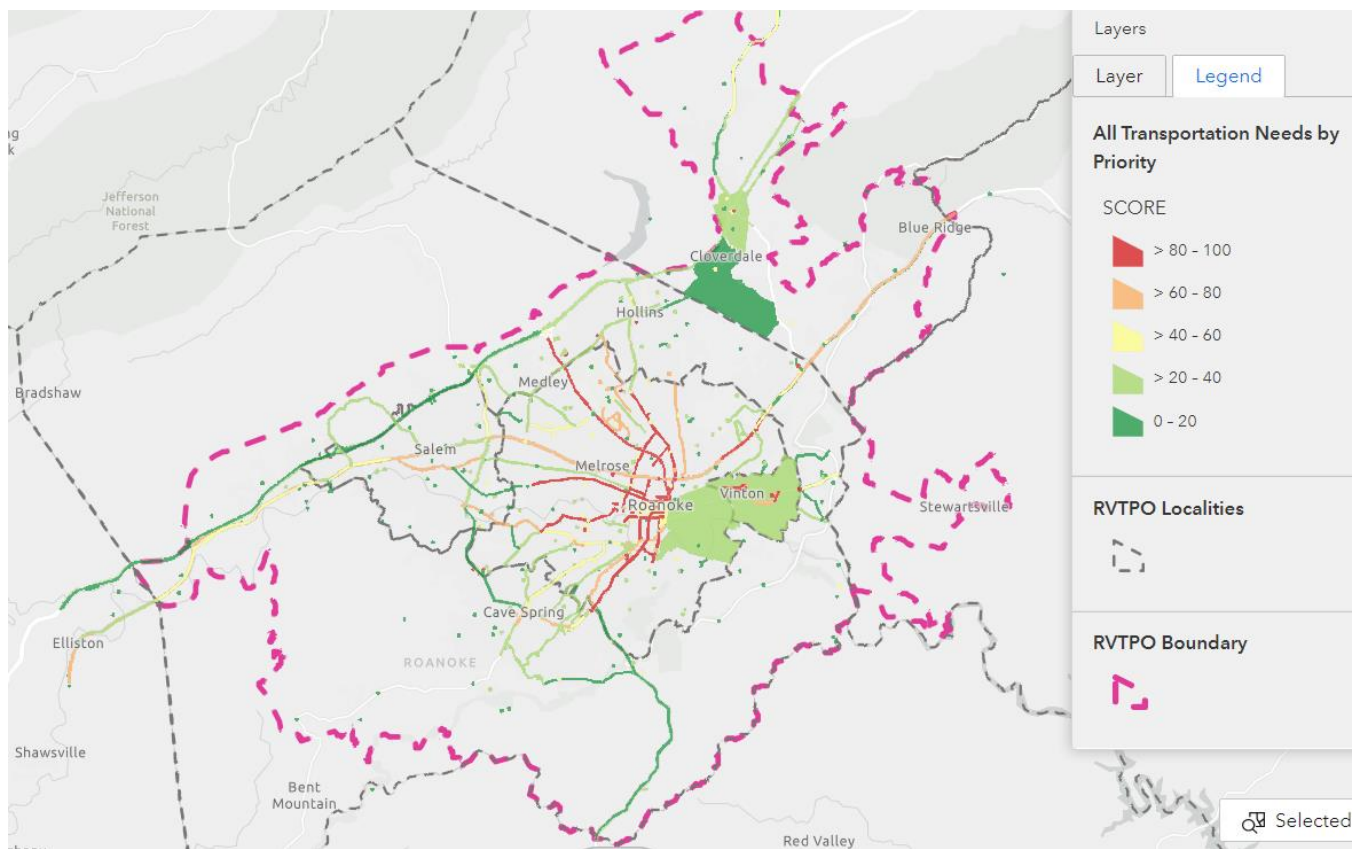 Layers
Layer
Legend
All Transportation Needs by
Priority
SCORE
> 80 - 100
> 60 - 80
> 40 - 60
> 20 - 40
0 - 20
RVTPO Localities
RVTPO Boundary
Selected
Jefferson
National
Forest
Blue Ridge
Cloverdale
Hollins
Bradshaw
Medley
Salem
Melrose
Vinton
Roanoke
Stewartsville
Cave Spring
Elliston
ROANOKE
Shawsville
Bent
Mountain
Red Valley